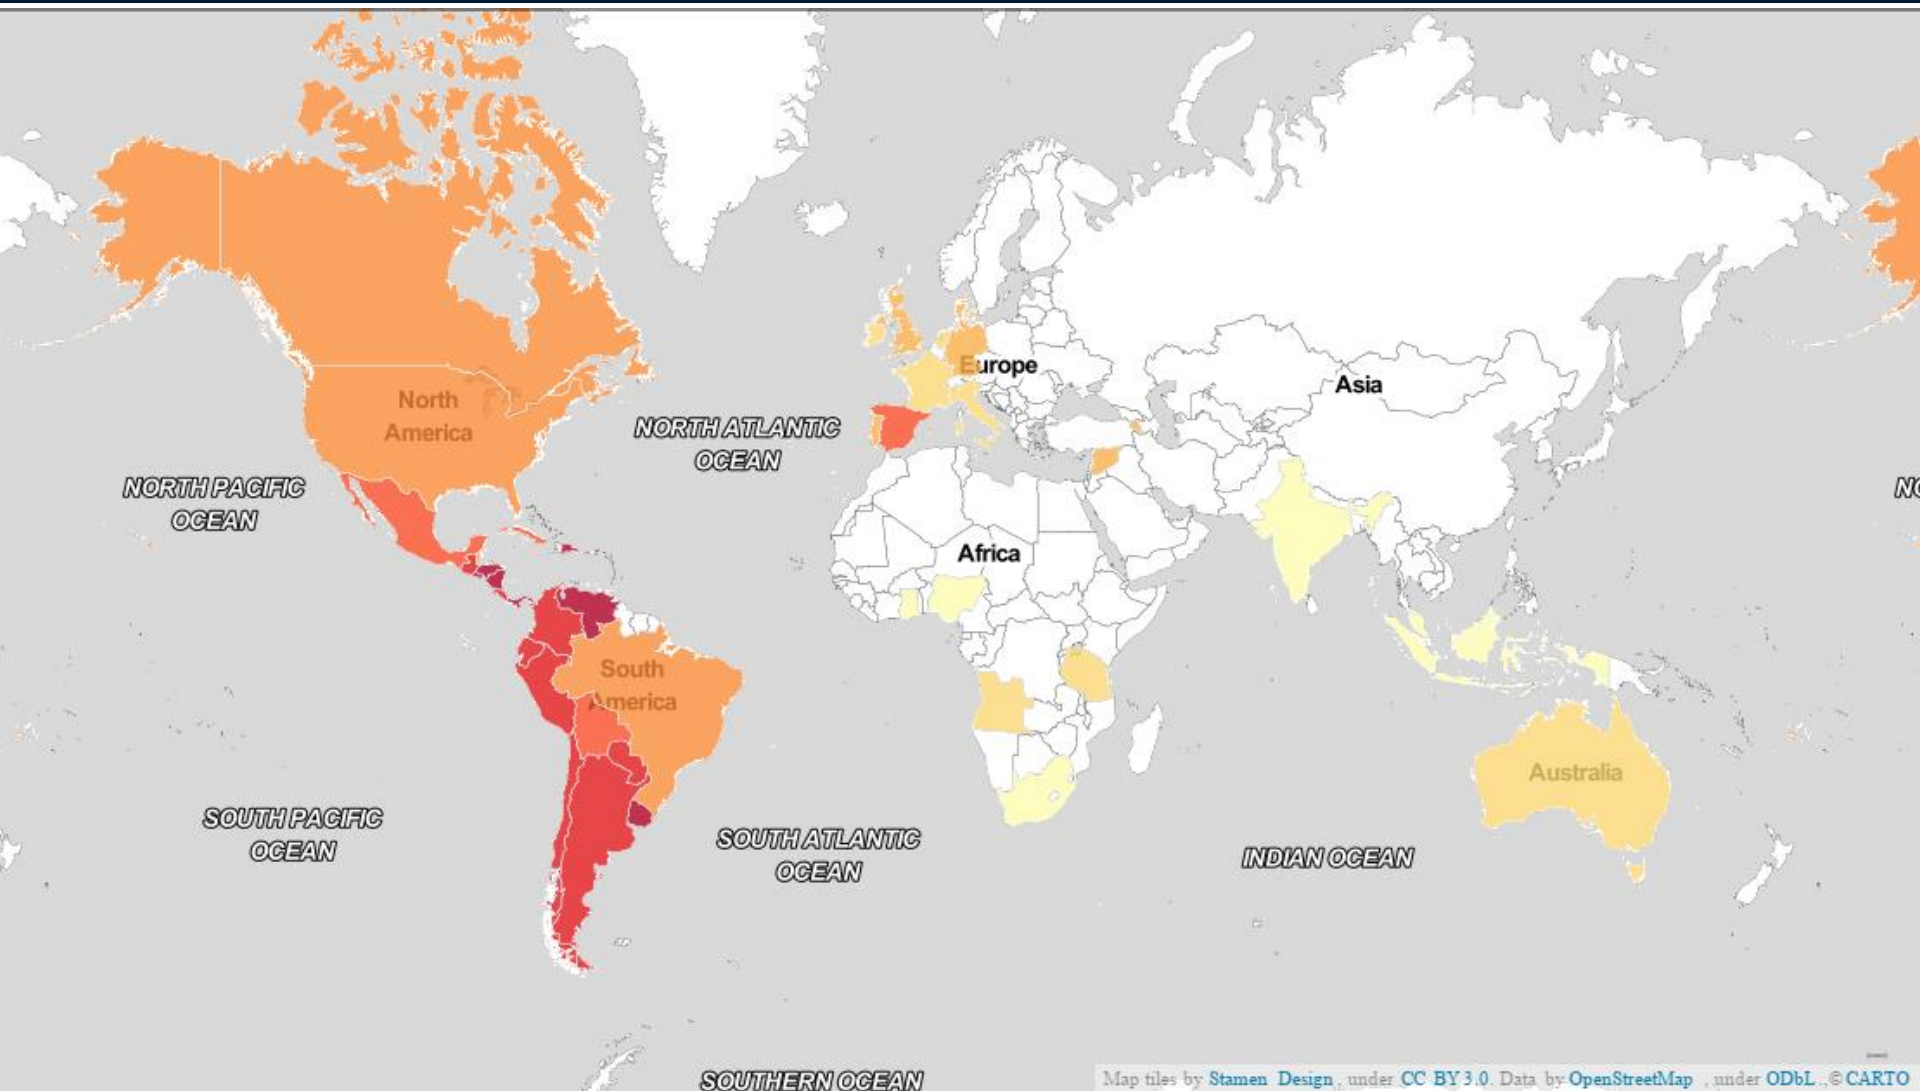 North
America
NORTH ATLANTIC
OCEAN
Europe
Asia
NORTH PACIFIC
OCEAN
NO
Africa
South
America
Australia
SOUTH PACIFIC
OCEAN
SOUTH ATLANTIC
OCEAN
INDIAN OCEAN
SOUTHERN OCEAN
Map tiles by Stamen Design, under CC BY 3.0. Data by OpenStreetMap , under ODbL . © CARTO